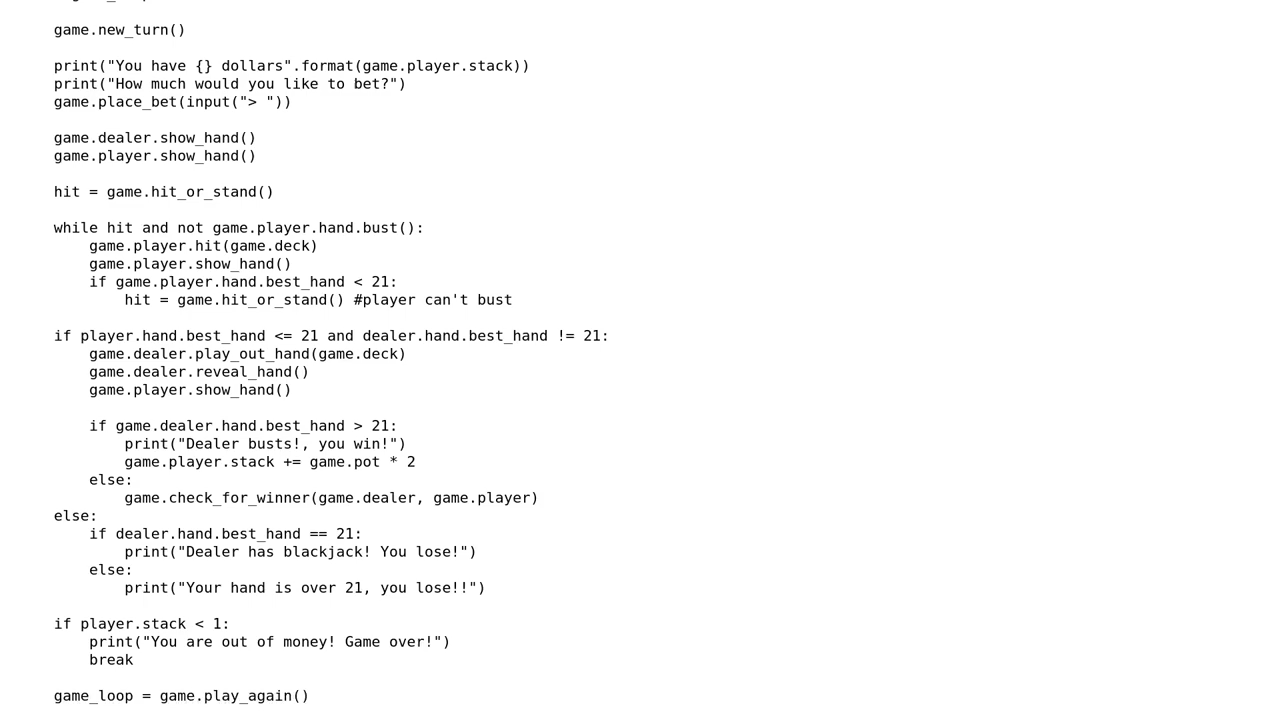 game.new_turn()
print("You have {} dollars".format(game.player.stack))
print("How much would you like to bet?")
game.place_bet(input("> "))
game.dealer.show_hand()
game.player.show_hand()
hit = game.hit_or_stand()
while hit and not game.player.hand.bust():
    game.player.hit(game.deck)
    game.player.show_hand()
    if game.player.hand.best_hand < 21:
        hit = game.hit_or_stand() #player can't bust
if player.hand.best_hand <= 21 and dealer.hand.best_hand != 21:
    game.dealer.play_out_hand(game.deck)
    game.dealer.reveal_hand()
    game.player.show_hand()
    if game.dealer.hand.best_hand > 21:
        print("Dealer busts!, you win!")
        game.player.stack += game.pot * 2
    else:
        game.check_for_winner(game.dealer, game.player)
else:
    if dealer.hand.best_hand == 21:
        print("Dealer has blackjack! You lose!")
    else:
        print("Your hand is over 21, you lose!!")
if player.stack < 1:
    print("You are out of money! Game over!")
    break
game_loop = game.play_again()